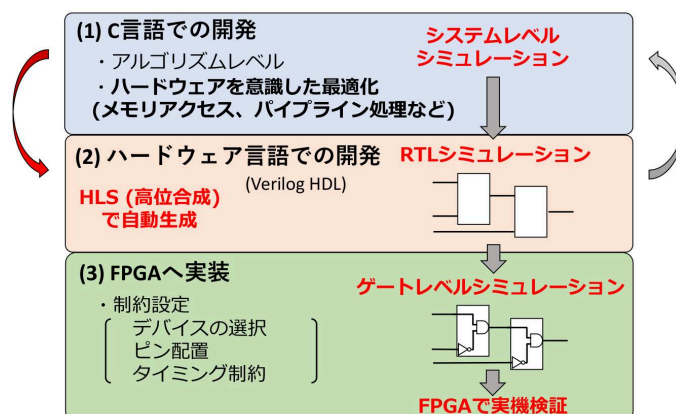 (1) C言語での開発
・アルゴリズムレベル
・ハードウェアを意識した最適化
(メモリアクセス、パイプライン処理など)
システムレベル
シミュレーション
(2) ハードウェア言語での開発
(Verilog HDL)
HLS (高位合成)
で自動生成
RTLシミュレーション
(3) FPGAへ実装
・制約設定
デバイスの選択
ピン配置
タイミング制約
ゲートレベルシミュレーション
FPGAで実機検証